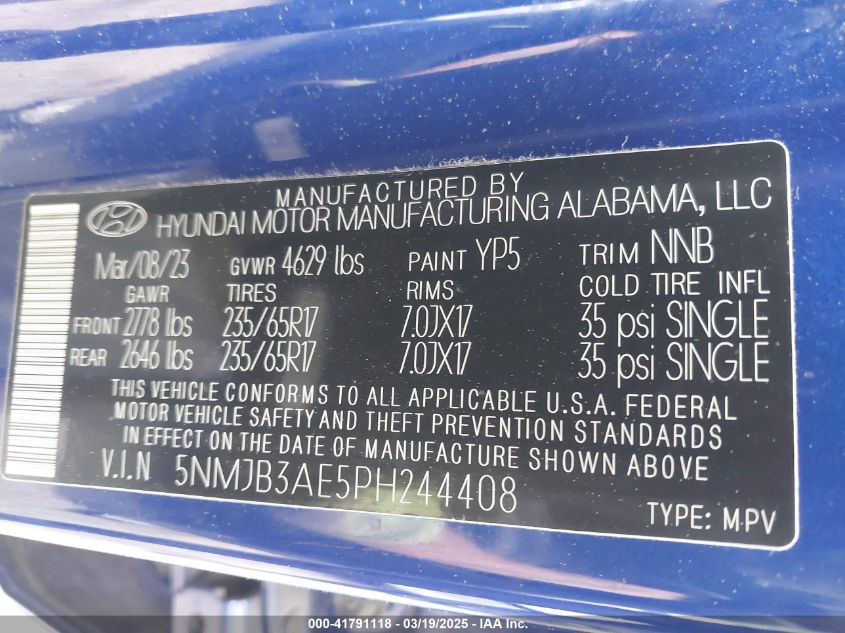 MANUFACTURED BY
HYUNDAI MOTOR MANUFACTURING ALABAMA, LLC
Mar/08/23 GVWR 4629 lbs PAINT YP5 TRIM NNB
GAWR TIRES RIMS COLD TIRE INFL
FRONT 2778 lbs 235/65R17 7.0JX17 35 psi SINGLE
REAR 2646 lbs 235/65R17 7.0JX17 35 psi SINGLE
THIS VEHICLE CONFORMS TO ALL APPLICABLE U.S.A. FEDERAL
MOTOR VEHICLE SAFETY AND THEFT PREVENTION STANDARDS
IN EFFECT ON THE DATE OF MANUFACTURE SHOWN ABOVE
V.I.N 5NMJB3AE5PH244408
TYPE: MPV
000-41791118 - 03/19/2025 - IAA Inc.